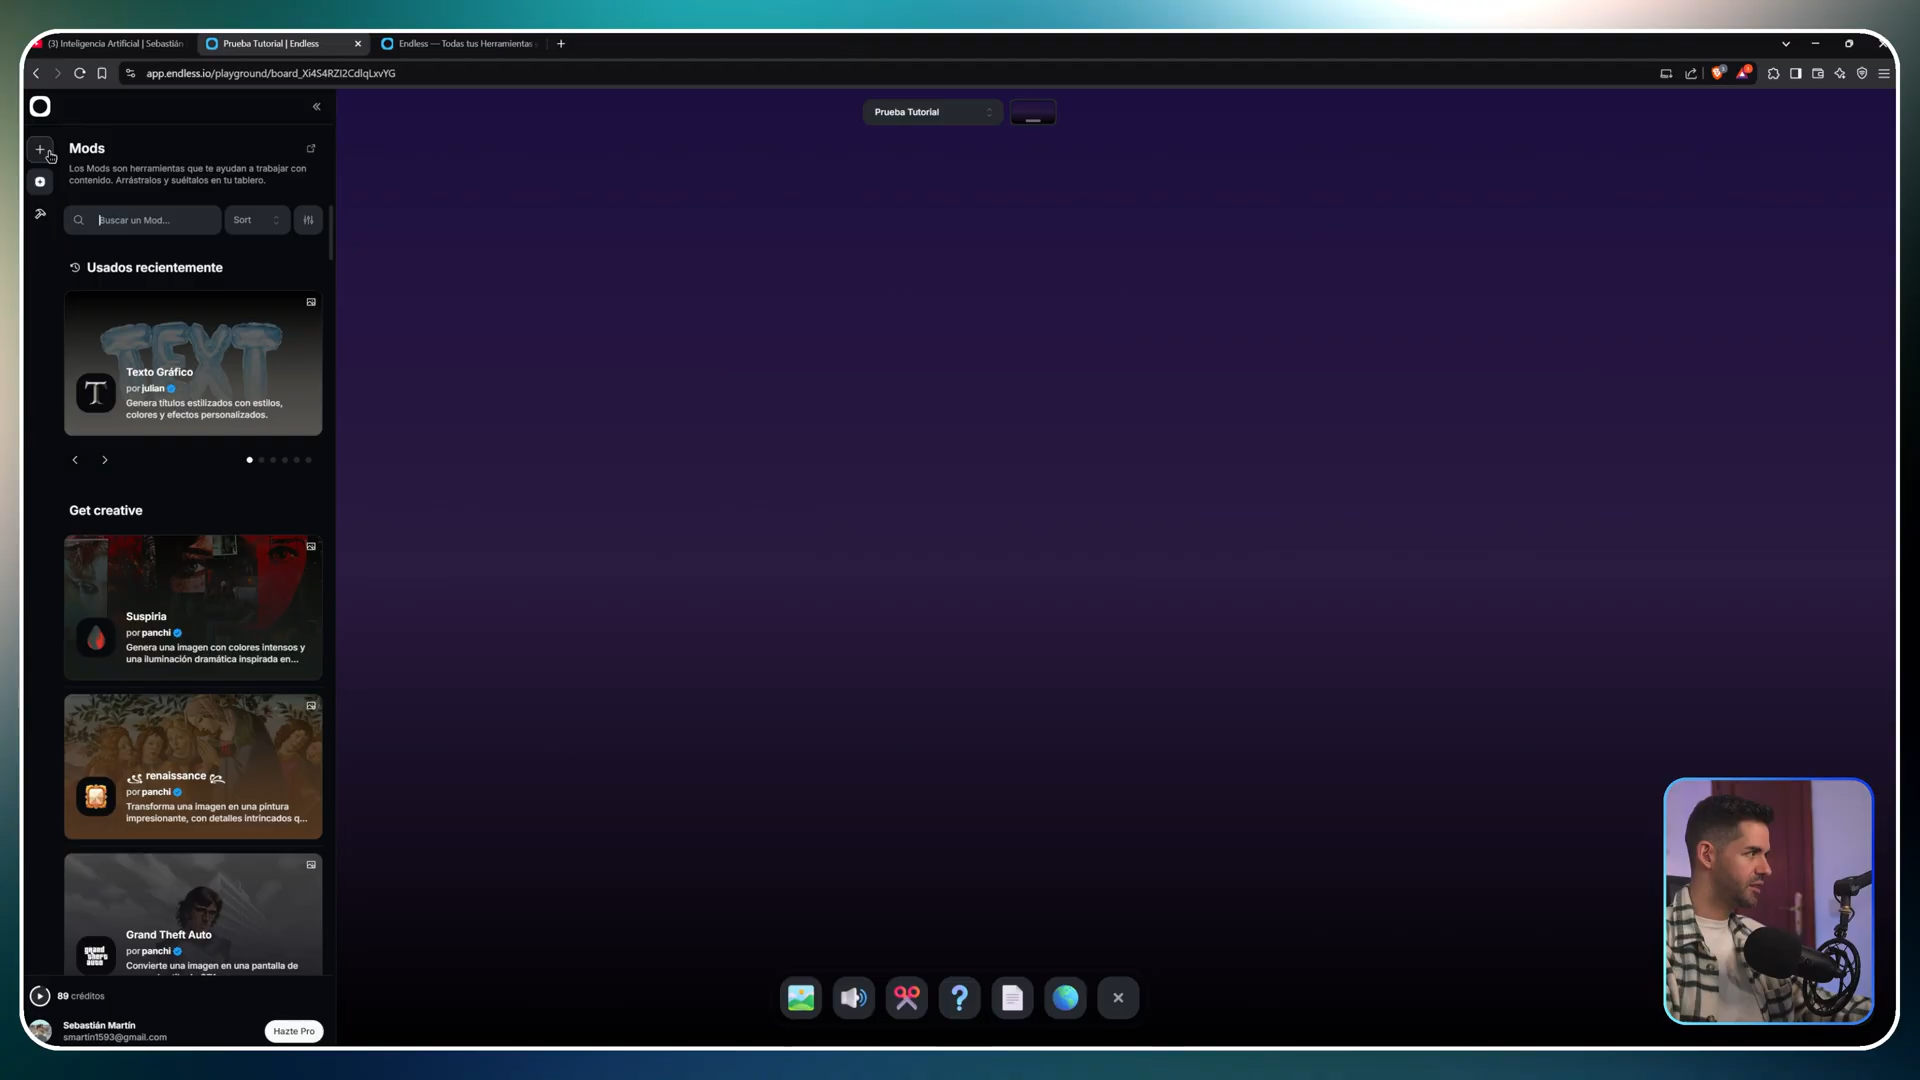 (3) Inteligencia Artificial | Sebastián
Prueba Tutorial | Endless
Endless — Todas tus Herramientas
app.endless.io/playground/board_Xi4S4RZI2CdlqLxvYG
Prueba Tutorial
Mods
Los Mods son herramientas que te ayudan a trabajar con
contenido. Arrástralos y suéltalos en tu tablero.
Buscar un Mod...
Sort
Usados recientemente
TEXT
Texto Gráfico
por julian
Genera títulos estilizados con estilos,
colores y efectos personalizados.
Get creative
Suspiria
por panchi
Genera una imagen con colores intensos y
una iluminación dramática inspirada en...
renaissance
por panchi
Transforma una imagen en una pintura
impresionante, con detalles intrincados q...
Grand Theft Auto
por panchi
Convierte una imagen en una pantalla de
89 créditos
Sebastián Martín
smartin1593@gmail.com
Hazte Pro